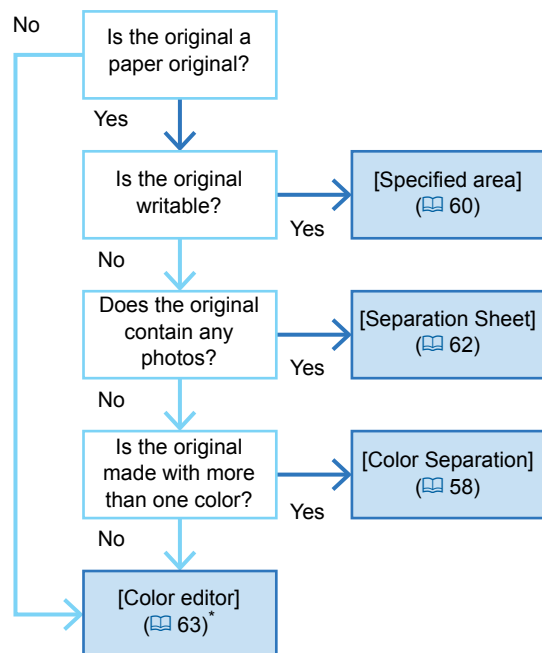 No
Is the original a
paper original?
Yes
Is the original
writable?
Yes
[Specified area]
(📖 60)
No
Does the original
contain any
photos?
Yes
[Separation Sheet]
(📖 62)
No
Is the original
made with more
than one color?
Yes
[Color Separation]
(📖 58)
No
[Color editor]
(📖 63)*